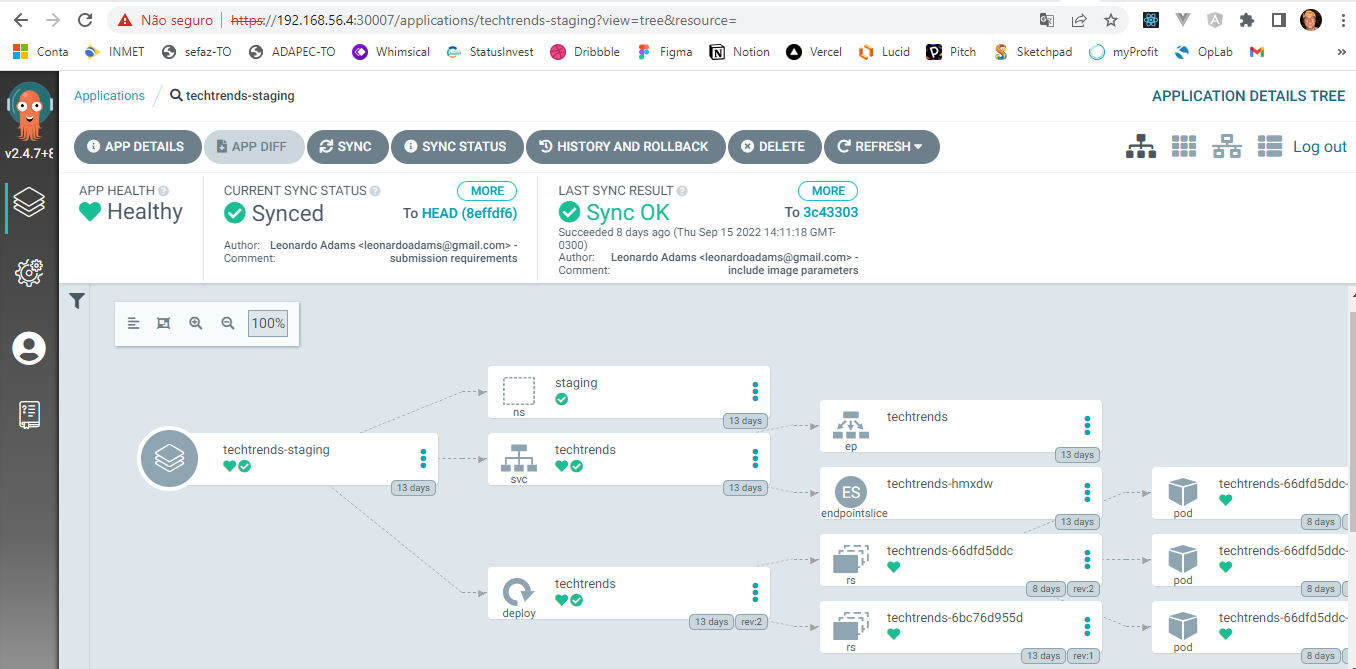 Não seguro
https://192.168.56.4:30007/applications/techtrends-staging?view=tree&resource=
Conta INMET sefaz-TO ADAPEC-TO Whimsical StatusInvest Dribbble Figma Notion Vercel Lucid Pitch Sketchpad myProfit OpLab »
v2.4.7+8
Applications / techtrends-staging
APPLICATION DETAILS TREE
APP DETAILS APP DIFF SYNC SYNC STATUS HISTORY AND ROLLBACK DELETE REFRESH
Log out
APP HEALTH
Healthy
CURRENT SYNC STATUS
MORE
Synced
To HEAD (8effdf6)
Author: Leonardo Adams <leonardoadams@gmail.com> -
Comment: submission requirements
LAST SYNC RESULT
MORE
Sync OK
To 3c43303
Succeeded 8 days ago (Thu Sep 15 2022 14:11:18 GMT-
0300)
Author: Leonardo Adams <leonardoadams@gmail.com> -
Comment: include image parameters
100%
techtrends-staging
13 days
staging
ns
13 days
techtrends
svc
13 days
techtrends
deploy
13 days rev:2
techtrends
ep
13 days
ES
techtrends-hmxdw
endpointslice
13 days
techtrends-66dfd5ddc
rs
8 days rev:2
techtrends-6bc76d955d
rs
13 days rev:1
techtrends-66dfd5ddc-
pod
8 days
techtrends-66dfd5ddc-
pod
8 days
techtrends-66dfd5ddc-
pod
8 days